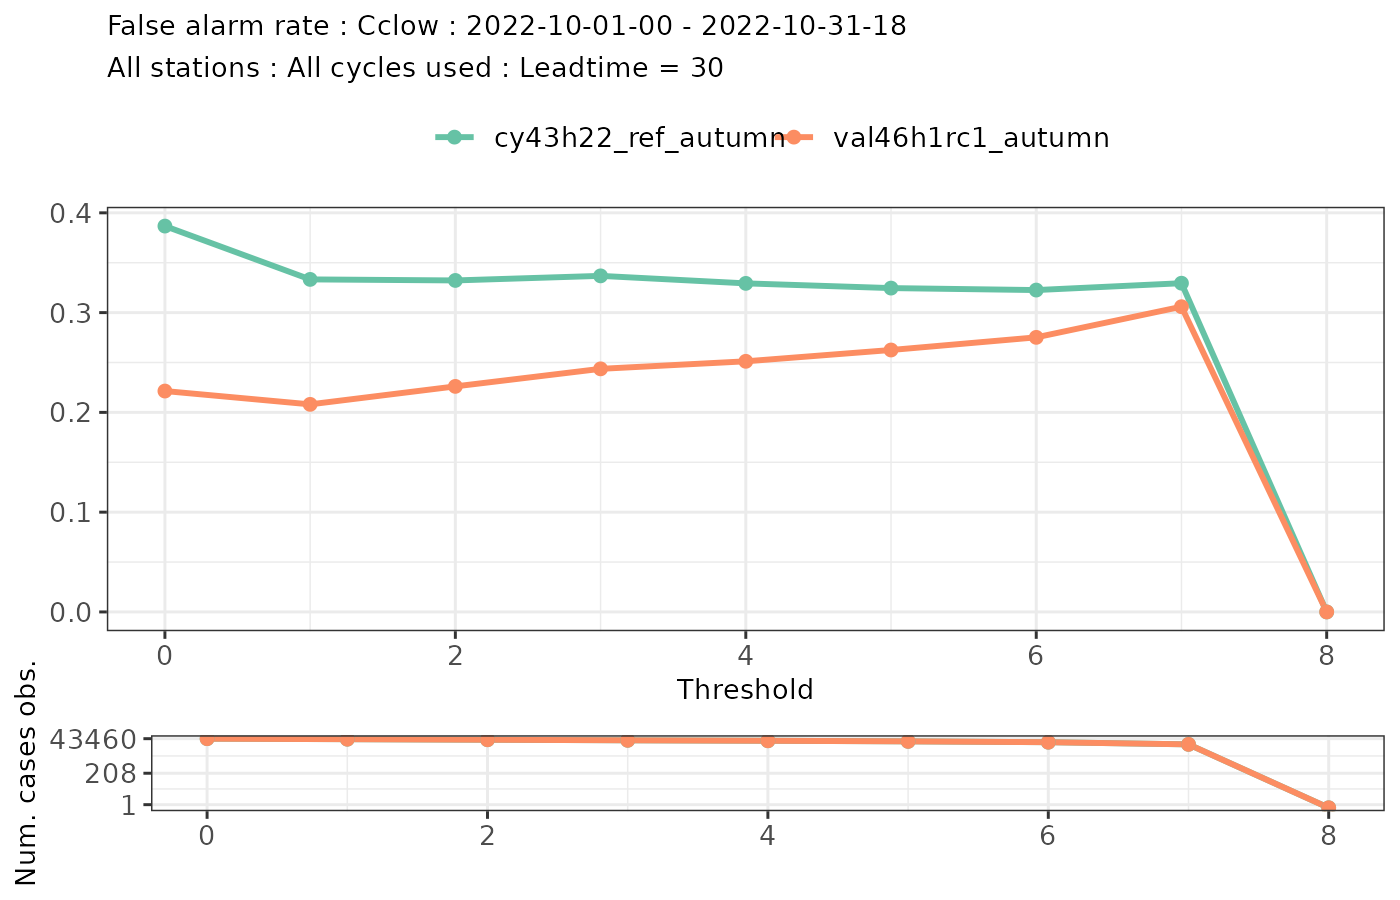 False alarm rate : Cclow : 2022-10-01-00 - 2022-10-31-18
All stations : All cycles used : Leadtime = 30
cy43h22_ref_autumn val46h1rc1_autumn
0.4
0.3
0.2
0.1
0.0
0 2 4 6 8
Threshold
Num. cases obs.
43460
208
1
0 2 4 6 8